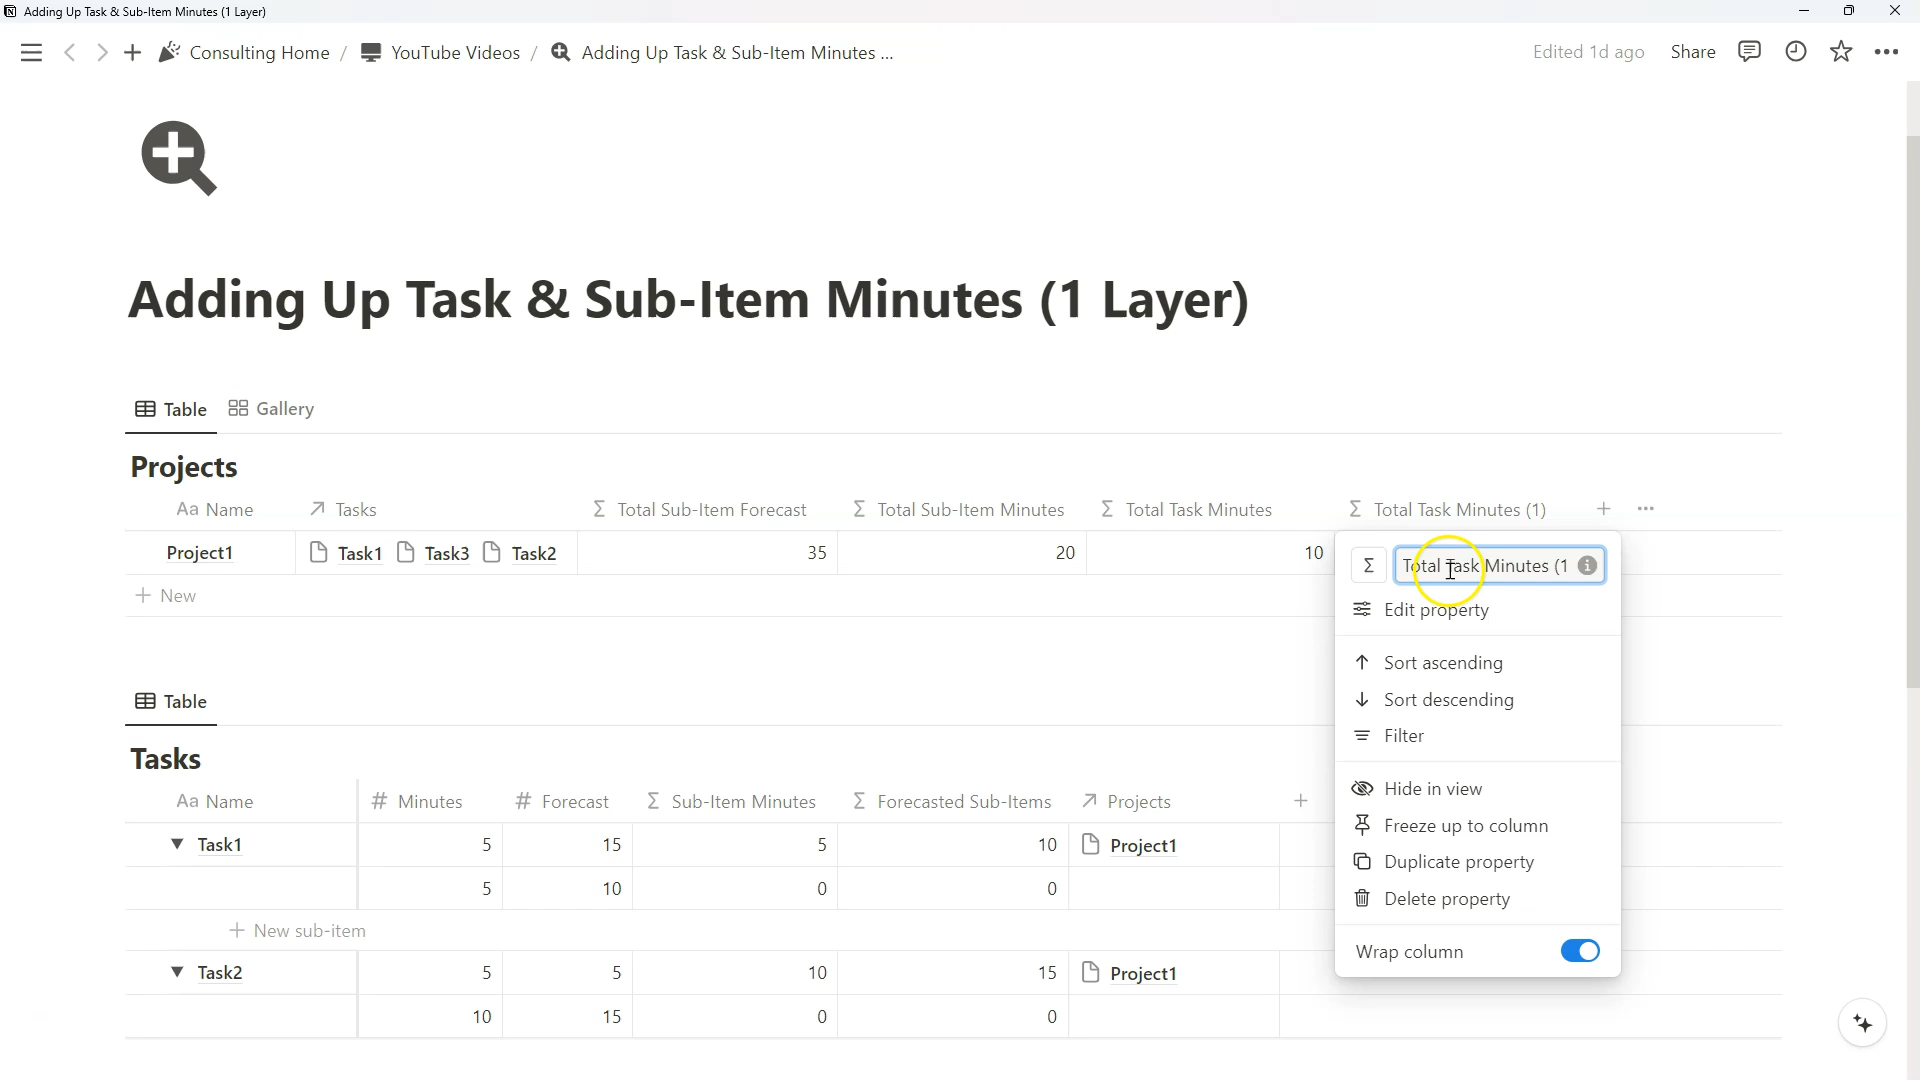 Adding Up Task & Sub-Item Minutes (1 Layer)
Consulting Home / YouTube Videos / Adding Up Task & Sub-Item Minutes ...
Edited 1d ago Share
Adding Up Task & Sub-Item Minutes (1 Layer)
Table Gallery
Projects
Aa Name Tasks Σ Total Sub-Item Forecast Σ Total Sub-Item Minutes Σ Total Task Minutes Σ Total Task Minutes (1) + ...
Project1 Task1 Task3 Task2 35 20 10
+ New
Σ Total Task Minutes (1
Edit property
Sort ascending
Sort descending
Filter
Hide in view
Freeze up to column
Duplicate property
Delete property
Wrap column
Table
Tasks
Aa Name # Minutes # Forecast Σ Sub-Item Minutes Σ Forecasted Sub-Items Projects +
Task1 5 15 5 10 Project1
5 10 0 0
+ New sub-item
Task2 5 5 10 15 Project1
10 15 0 0